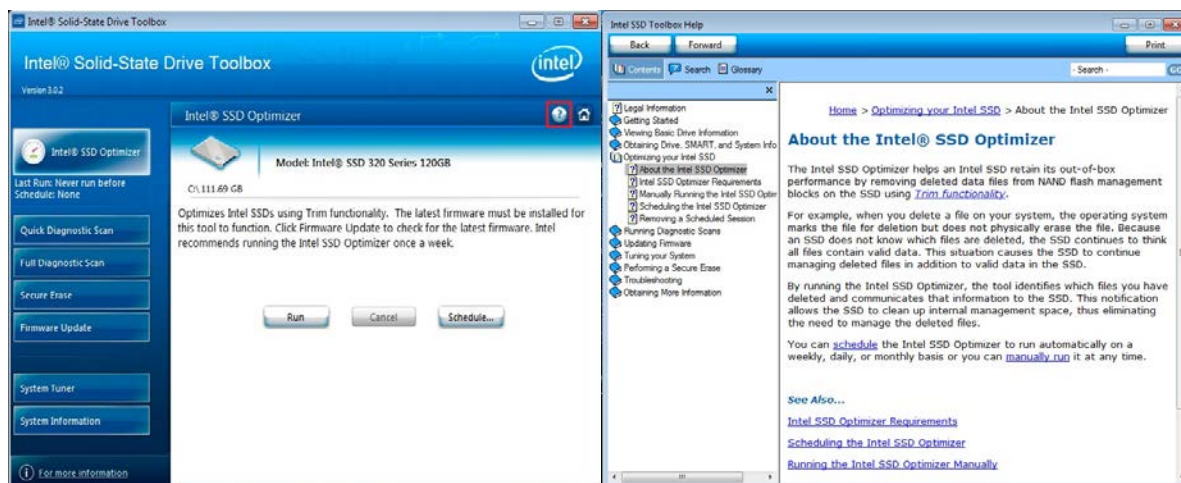 Intel® Solid-State Drive Toolbox
Intel® Solid-State Drive Toolbox
(intel)
Version 3.0.2
Intel® SSD Optimizer
Last Run: Never run before
Schedule: None
Quick Diagnostic Scan
Full Diagnostic Scan
Secure Erase
Firmware Update
System Tuner
System Information
For more information
Intel® SSD Optimizer
Model: Intel® SSD 320 Series 120GB
C:\ 111.69 GB
Optimizes Intel SSDs using Trim functionality. The latest firmware must be installed for
this tool to function. Click Firmware Update to check for the latest firmware. Intel
recommends running the Intel SSD Optimizer once a week.
Run
Cancel
Schedule...
Intel SSD Toolbox Help
Back Forward Print
Contents Search Glossary - Search - GO
Legal Information
Getting Started
Viewing Basic Drive Information
Obtaining Drive, SMART, and System Info
Optimizing your Intel SSD
About the Intel SSD Optimizer
Intel SSD Optimizer Requirements
Manually Running the Intel SSD Optim
Scheduling the Intel SSD Optimizer
Removing a Scheduled Session
Running Diagnostic Scans
Updating Firmware
Tuning your System
Performing a Secure Erase
Troubleshooting
Obtaining More Information
Home > Optimizing your Intel SSD > About the Intel SSD Optimizer
About the Intel® SSD Optimizer
The Intel SSD Optimizer helps an Intel SSD retain its out-of-box
performance by removing deleted data files from NAND flash management
blocks on the SSD using Trim functionality.
For example, when you delete a file on your system, the operating system
marks the file for deletion but does not physically erase the file. Because
an SSD does not know which files are deleted, the SSD continues to think
all files contain valid data. This situation causes the SSD to continue
managing deleted files in addition to valid data in the SSD.
By running the Intel SSD Optimizer, the tool identifies which files you have
deleted and communicates that information to the SSD. This notification
allows the SSD to clean up internal management space, thus eliminating
the need to manage the deleted files.
You can schedule the Intel SSD Optimizer to run automatically on a
weekly, daily, or monthly basis or you can manually run it at any time.
See Also...
Intel SSD Optimizer Requirements
Scheduling the Intel SSD Optimizer
Running the Intel SSD Optimizer Manually